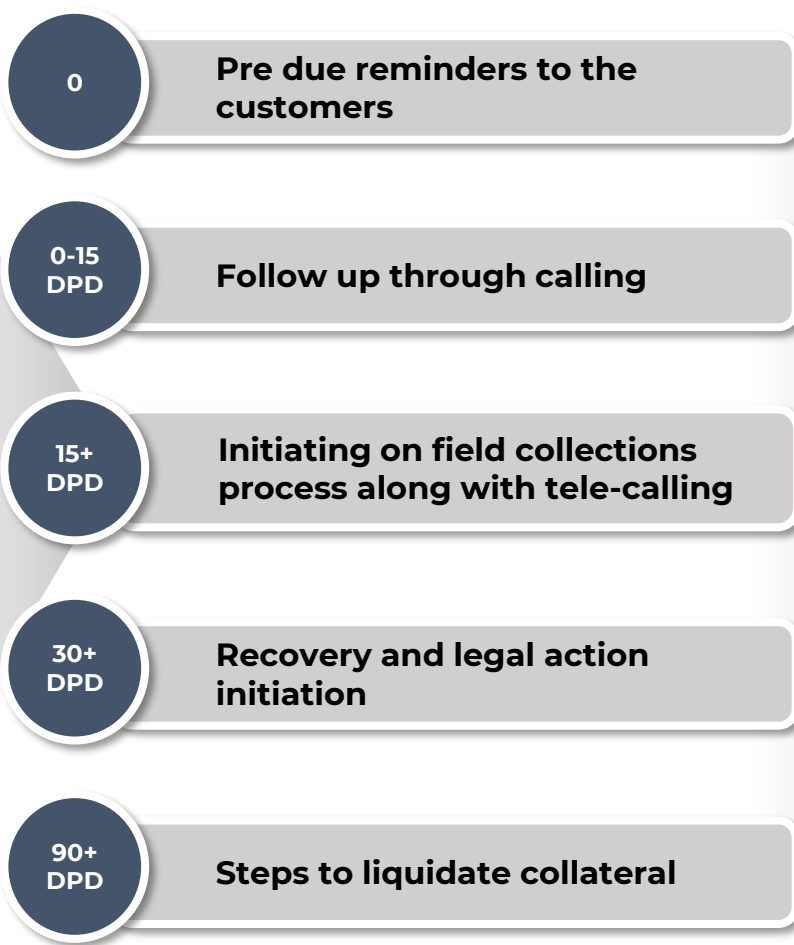 0
Pre due reminders to the
customers
0-15
DPD
Follow up through calling
15+
DPD
Initiating on field collections
process along with tele-calling
30+
DPD
Recovery and legal action
initiation
90+
DPD
Steps to liquidate collateral